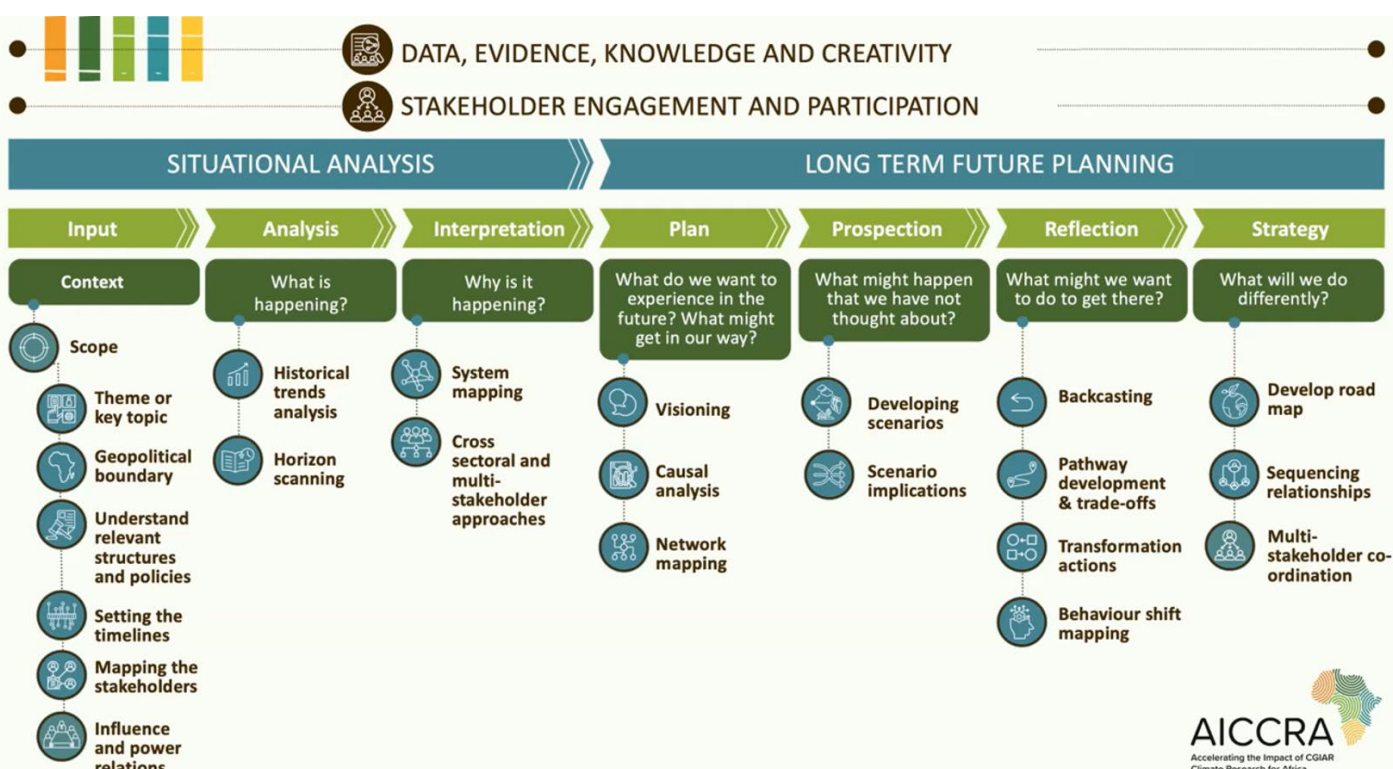 DATA, EVIDENCE, KNOWLEDGE AND CREATIVITY
STAKEHOLDER ENGAGEMENT AND PARTICIPATION
SITUATIONAL ANALYSIS
LONG TERM FUTURE PLANNING
Input
Analysis
Interpretation
Plan
Prospection
Reflection
Strategy
Context
Scope
Theme or
key topic
Geopolitical
boundary
Understand
relevant
structures
and policies
Setting the
timelines
Mapping the
stakeholders
Influence
and power
relations
What is
happening?
Historical
trends
analysis
Horizon
scanning
Why is it
happening?
System
mapping
Cross
sectoral and
multi-
stakeholder
approaches
What do we want to
experience in the
future? What might
get in our way?
Visioning
Causal
analysis
Network
mapping
What might happen
that we have not
thought about?
Developing
scenarios
Scenario
implications
What might we want
to do to get there?
Backcasting
Pathway
development
& trade-offs
Transformation
actions
Behaviour shift
mapping
What will we do
differently?
Develop road
map
Sequencing
relationships
Multi-
stakeholder co-
ordination
AICCRA
Accelerating the Impact of CGIAR
Climate Research for Africa